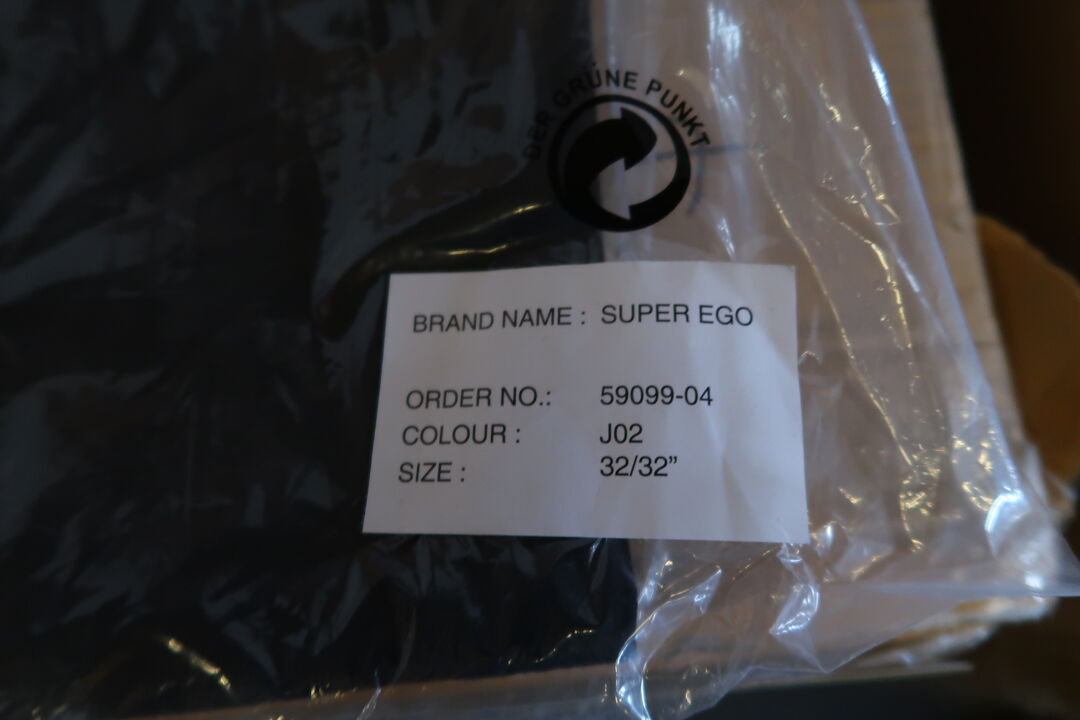 DER GRÜNE PUNKT
BRAND NAME : SUPER EGO
ORDER NO.: 59099-04
COLOUR : J02
SIZE : 32/32”